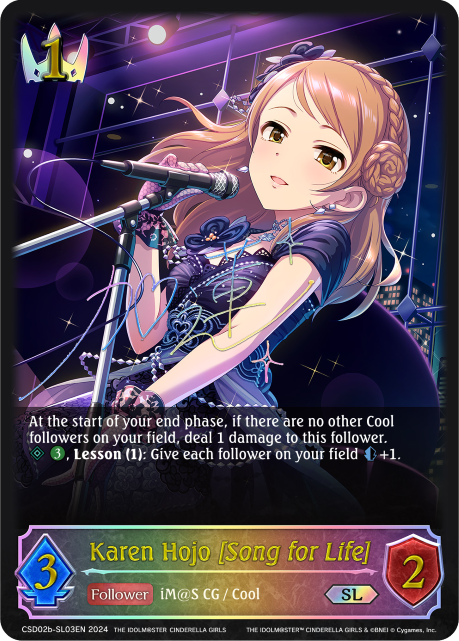 1
At the start of your end phase, if there are no other Cool
followers on your field, deal 1 damage to this follower.
3, Lesson (1): Give each follower on your field +1.
Karen Hojo [Song for Life]
3
2
Follower iM@S CG / Cool
SL
CSD02b-SL03EN 2024 THE IDOLM@STER CINDERELLA GIRLS THE IDOLM@STER™ CINDERELLA GIRLS & ©BNEI © Cygames, Inc.